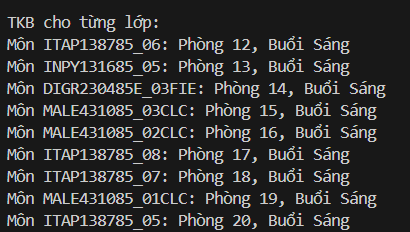 TKB cho từng lớp:
Môn ITAP138785_06: Phòng 12, Buổi Sáng
Môn INPY131685_05: Phòng 13, Buổi Sáng
Môn DIGR230485E_03FIE: Phòng 14, Buổi Sáng
Môn MALE431085_03CLC: Phòng 15, Buổi Sáng
Môn MALE431085_02CLC: Phòng 16, Buổi Sáng
Môn ITAP138785_08: Phòng 17, Buổi Sáng
Môn ITAP138785_07: Phòng 18, Buổi Sáng
Môn MALE431085_01CLC: Phòng 19, Buổi Sáng
Môn ITAP138785_05: Phòng 20, Buổi Sáng